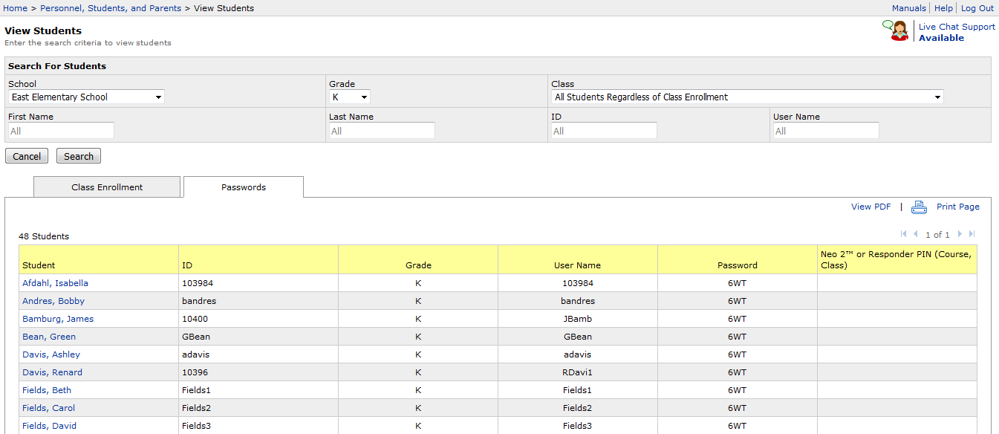 Home > Personnel, Students, and Parents > View Students
Manuals Help Log Out
View Students
Enter the search criteria to view students
Live Chat Support
Available
Search For Students
School Grade Class
East Elementary School K All Students Regardless of Class Enrollment
First Name Last Name ID User Name
All All All All
Cancel Search
Class Enrollment Passwords
View PDF | Print Page
48 Students 1 of 1
Student ID Grade User Name Password Neo 2™ or Responder PIN (Course,
Class)
Afdahl, Isabella 103984 K 103984 6WT
Andres, Bobby bandres K bandres 6WT
Bamburg, James 10400 K JBamb 6WT
Bean, Green GBean K GBean 6WT
Davis, Ashley adavis K adavis 6WT
Davis, Renard 10396 K RDavi1 6WT
Fields, Beth Fields1 K Fields1 6WT
Fields, Carol Fields2 K Fields2 6WT
Fields, David Fields3 K Fields3 6WT